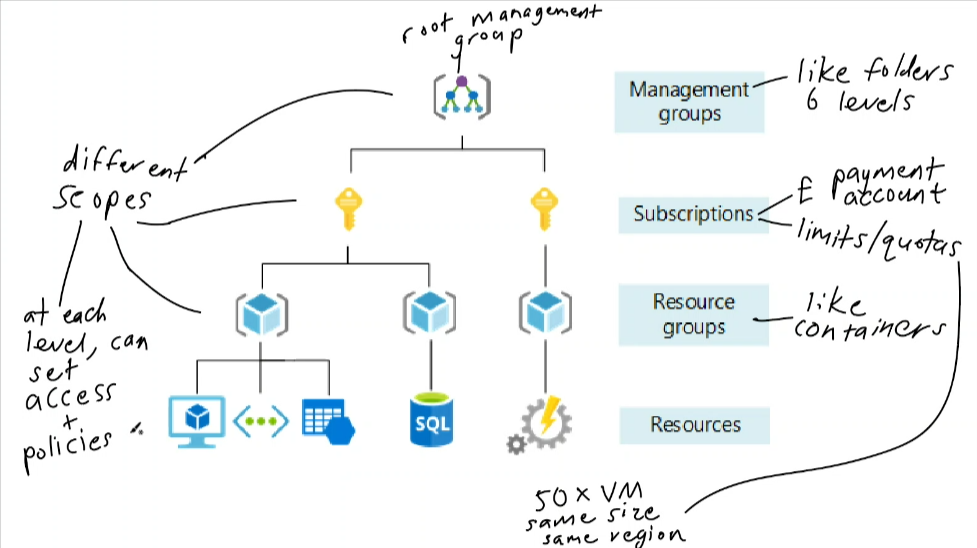 root management
group
Management
groups
like folders
6 levels
different
scopes
Subscriptions
£ payment
account
limits/quotas
Resource
groups
like
containers
at each
level, can
set
access
+
policies
SQL
Resources
50 x VM
same size
same region